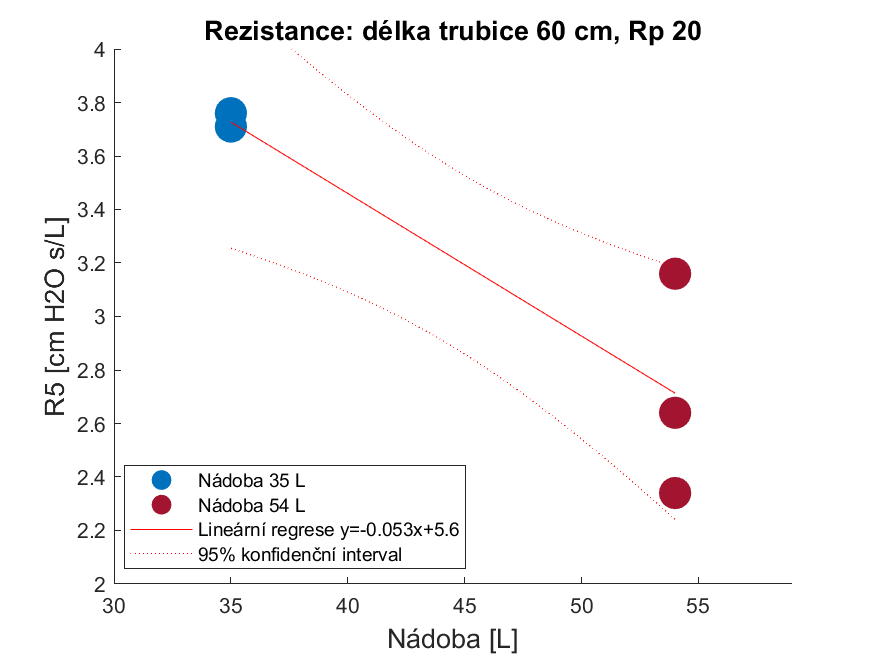 Rezistance: délka trubice 60 cm, Rp 20
R5 [cm H2O s/L]
4
3.8
3.6
3.4
3.2
3
2.8
2.6
2.4
2.2
2
Nádoba 35 L
Nádoba 54 L
Lineární regrese y=-0.053x+5.6
95% konfidenční interval
30 35 40 45 50 55
Nádoba [L]